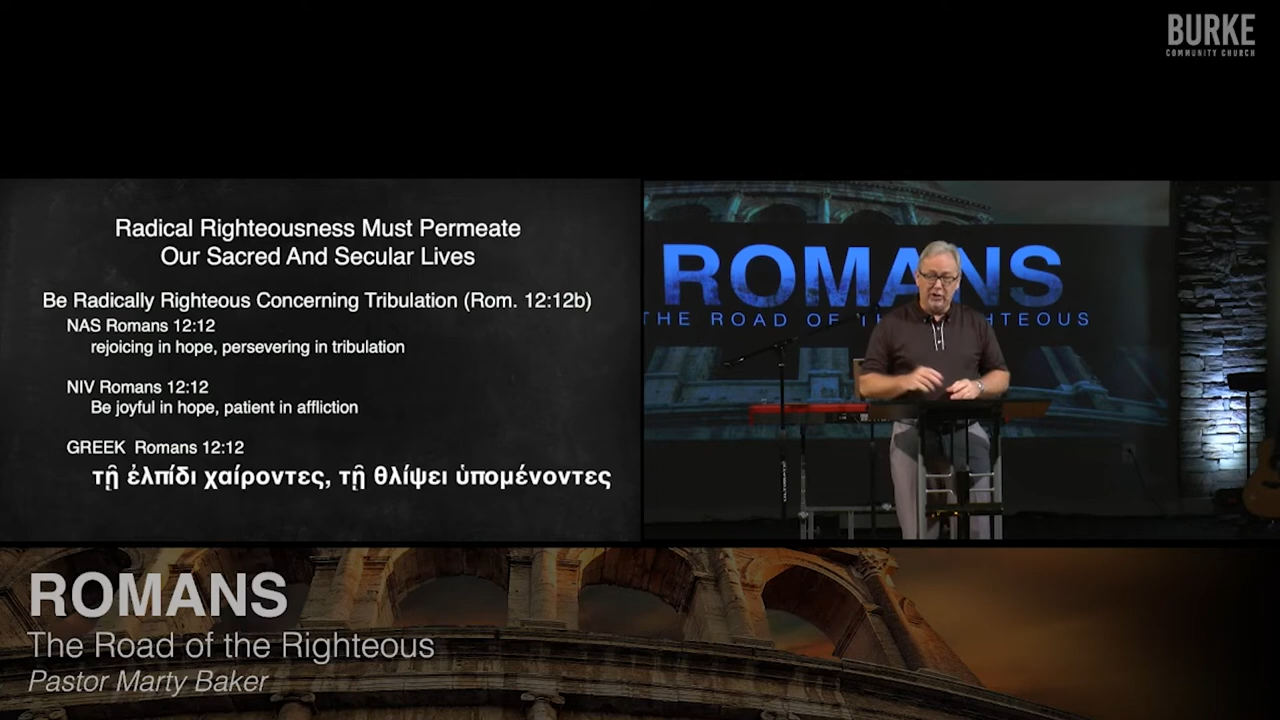 BURKE
COMMUNITY CHURCH
Radical Righteousness Must Permeate
Our Sacred And Secular Lives
Be Radically Righteous Concerning Tribulation (Rom. 12:12b)
NAS Romans 12:12
rejoicing in hope, persevering in tribulation
NIV Romans 12:12
Be joyful in hope, patient in affliction
GREEK Romans 12:12
τῇ ἐλπίδι χαίροντες, τῇ θλίψει ὑπομένοντες
ROMANS
THE ROAD OF
ROMANS
The Road of the Righteous
Pastor Marty Baker